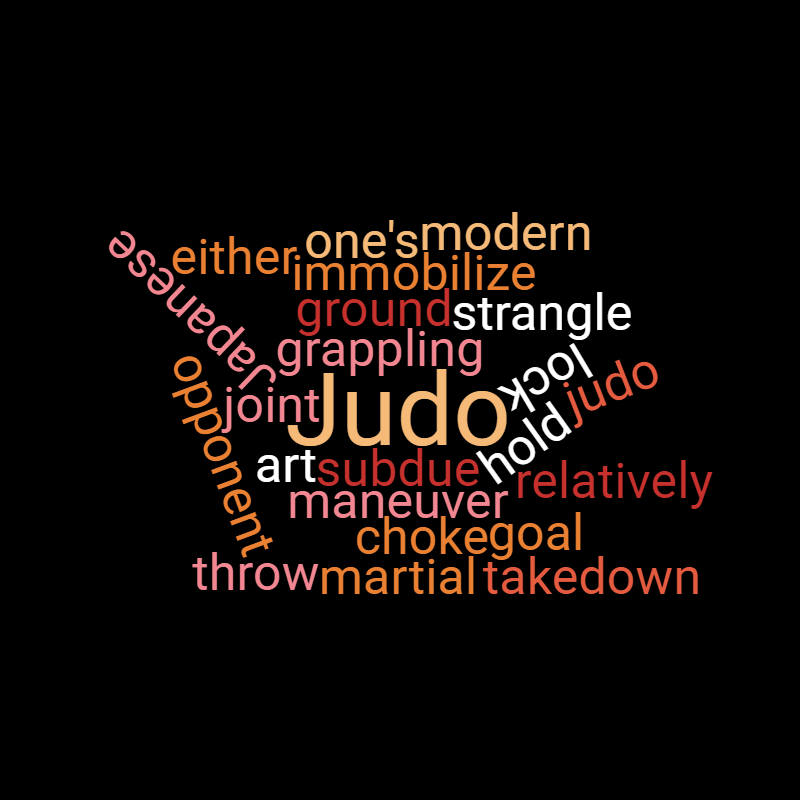 one's modern
either immobilize
Japanese
ground strangle
grappling
lock
joint Judo judo
opponent
hold
art subdue relatively
maneuver
choke goal
throw martial takedown